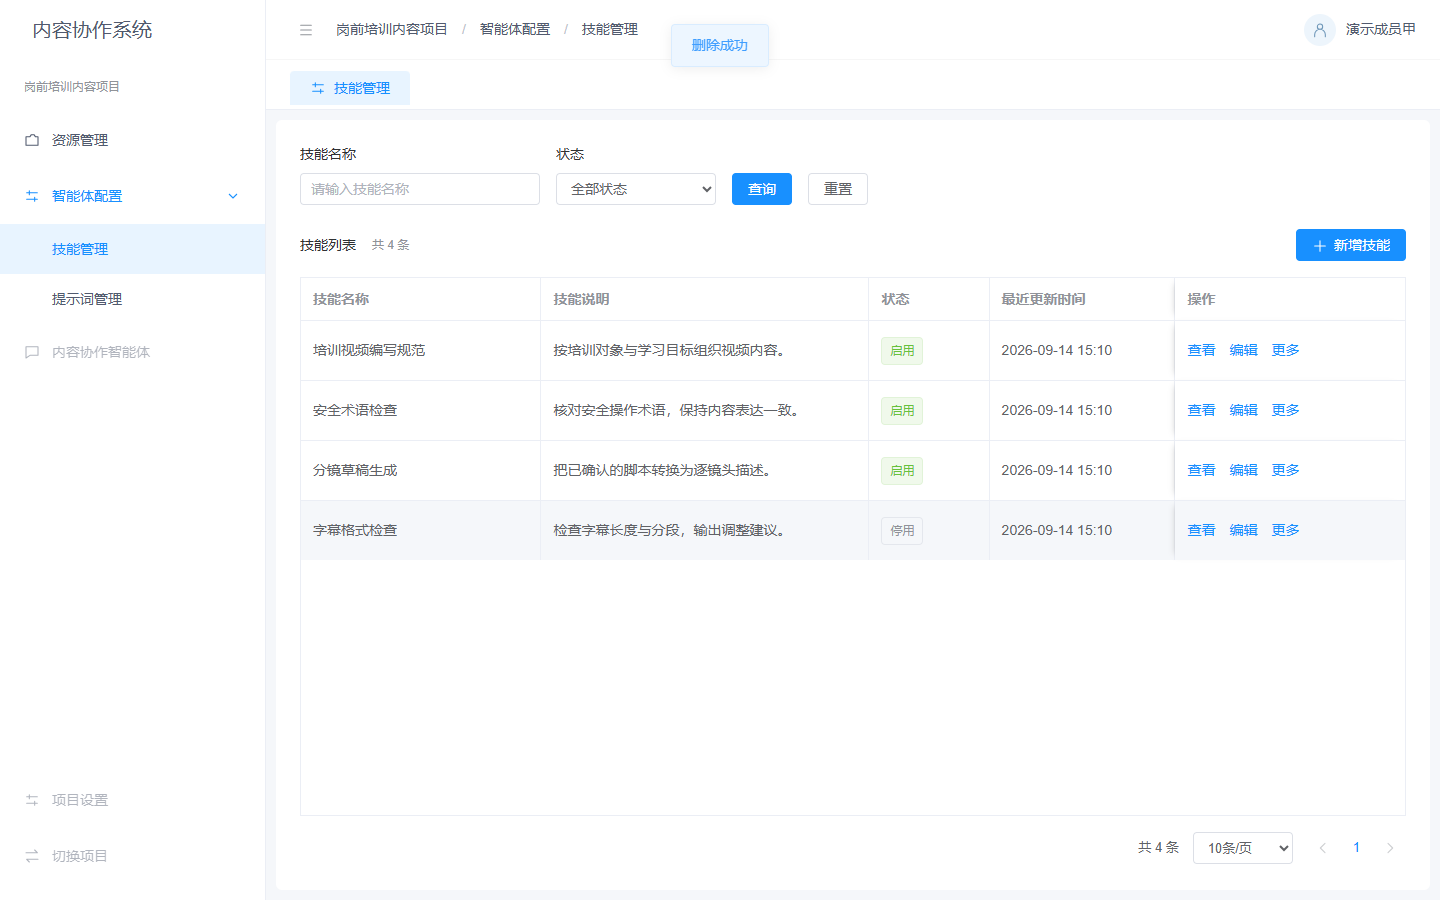 内容协作系统
岗前培训内容项目 / 智能体配置 / 技能管理
删除成功
演示成员甲
岗前培训内容项目
资源管理
智能体配置
技能管理
提示词管理
内容协作智能体
项目设置
切换项目
技能管理
技能名称 状态
请输入技能名称 全部状态 查询 重置
技能列表 共 4 条 新增技能
技能名称 技能说明 状态 最近更新时间 操作
培训视频编写规范 按培训对象与学习目标组织视频内容。 启用 2026-09-14 15:10 查看 编辑 更多
安全术语检查 核对安全操作术语，保持内容表达一致。 启用 2026-09-14 15:10 查看 编辑 更多
分镜草稿生成 把已确认的脚本转换为逐镜头描述。 启用 2026-09-14 15:10 查看 编辑 更多
字幕格式检查 检查字幕长度与分段，输出调整建议。 停用 2026-09-14 15:10 查看 编辑 更多
共 4 条 10条/页 1